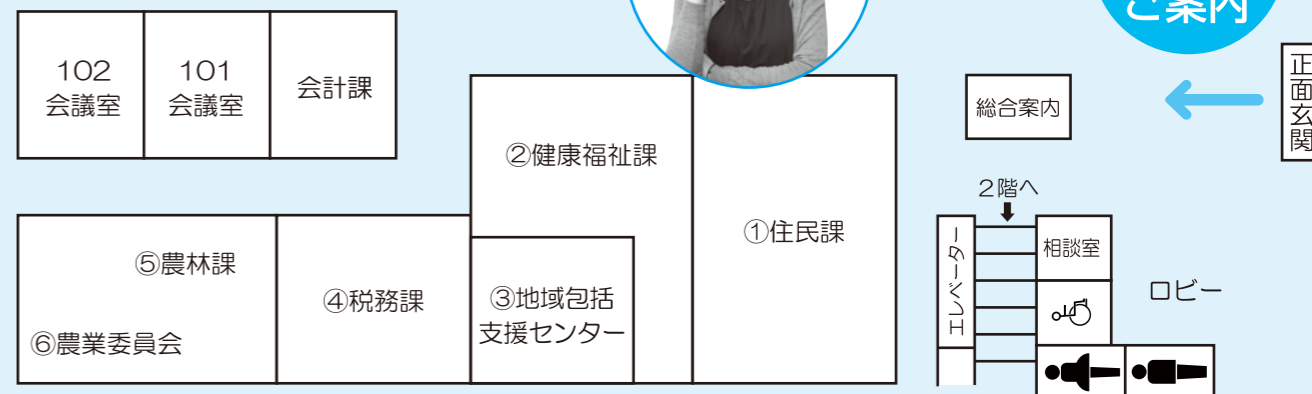 ご案内
102
会議室
101
会議室
会計課
正面玄関
総合案内
②健康福祉課
2階へ
①住民課
エレベーター
相談室
⑤農林課
ロビー
④税務課
③地域包括
支援センター
⑥農業委員会